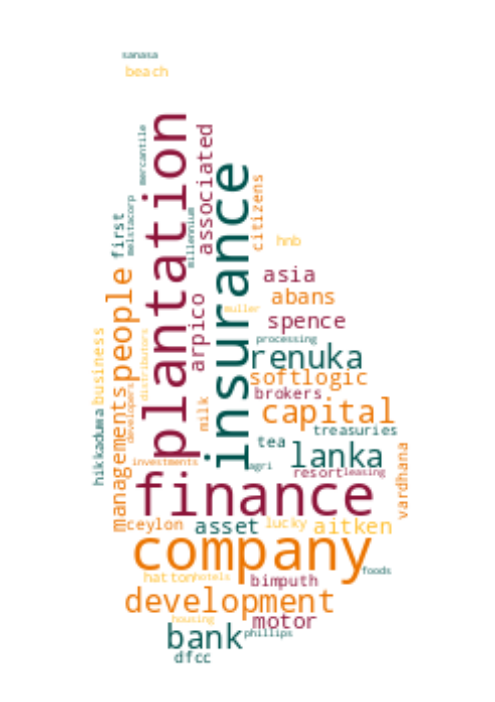 sanasa
beach
plantation
mercantile
associated
insurance
citizens
millennium
melstacorp
first
hnb
people
asia
abans
arpico
muller
spence
business
distributors
processing
renuka
softlogic
developers
brokers
managements
milk
capital
hikkaduwa
treasuries
tea
lanka
vardhana
investments
agri
resort
leasing
finance
ceylon
asset
lucky
aitken
company
foods
hatton
hotels
bimputh
development
housing
motor
bank
phillips
dfcc